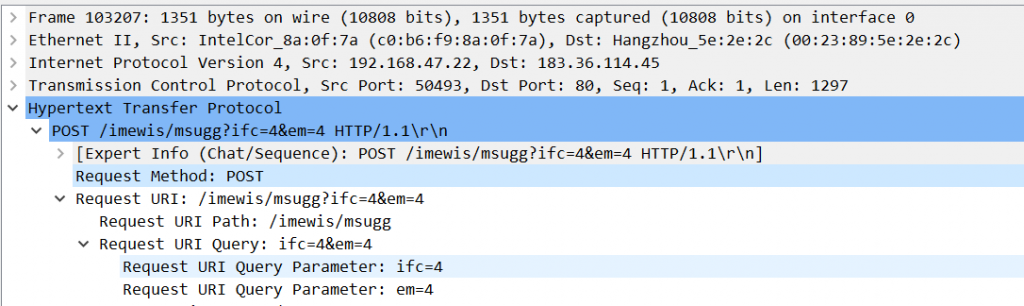 Frame 103207: 1351 bytes on wire (10808 bits), 1351 bytes captured (10808 bits) on interface 0
Ethernet II, Src: IntelCor_8a:0f:7a (c0:b6:f9:8a:0f:7a), Dst: Hangzhou_5e:2e:2c (00:23:89:5e:2e:2c)
Internet Protocol Version 4, Src: 192.168.47.22, Dst: 183.36.114.45
Transmission Control Protocol, Src Port: 50493, Dst Port: 80, Seq: 1, Ack: 1, Len: 1297
Hypertext Transfer Protocol
POST /imewis/msugg?ifc=4&em=4 HTTP/1.1\r\n
[Expert Info (Chat/Sequence): POST /imewis/msugg?ifc=4&em=4 HTTP/1.1\r\n]
Request Method: POST
Request URI: /imewis/msugg?ifc=4&em=4
Request URI Path: /imewis/msugg
Request URI Query: ifc=4&em=4
Request URI Query Parameter: ifc=4
Request URI Query Parameter: em=4